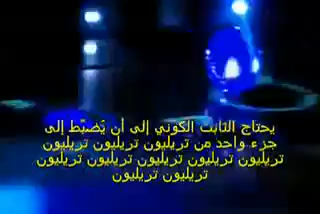 يحتاج الثابت الكوني إلى أن يُضبَط إلى
جزء واحد من تريليون تريليون تريليون
تريليون تريليون تريليون تريليون تريليون
تريليون تريليون